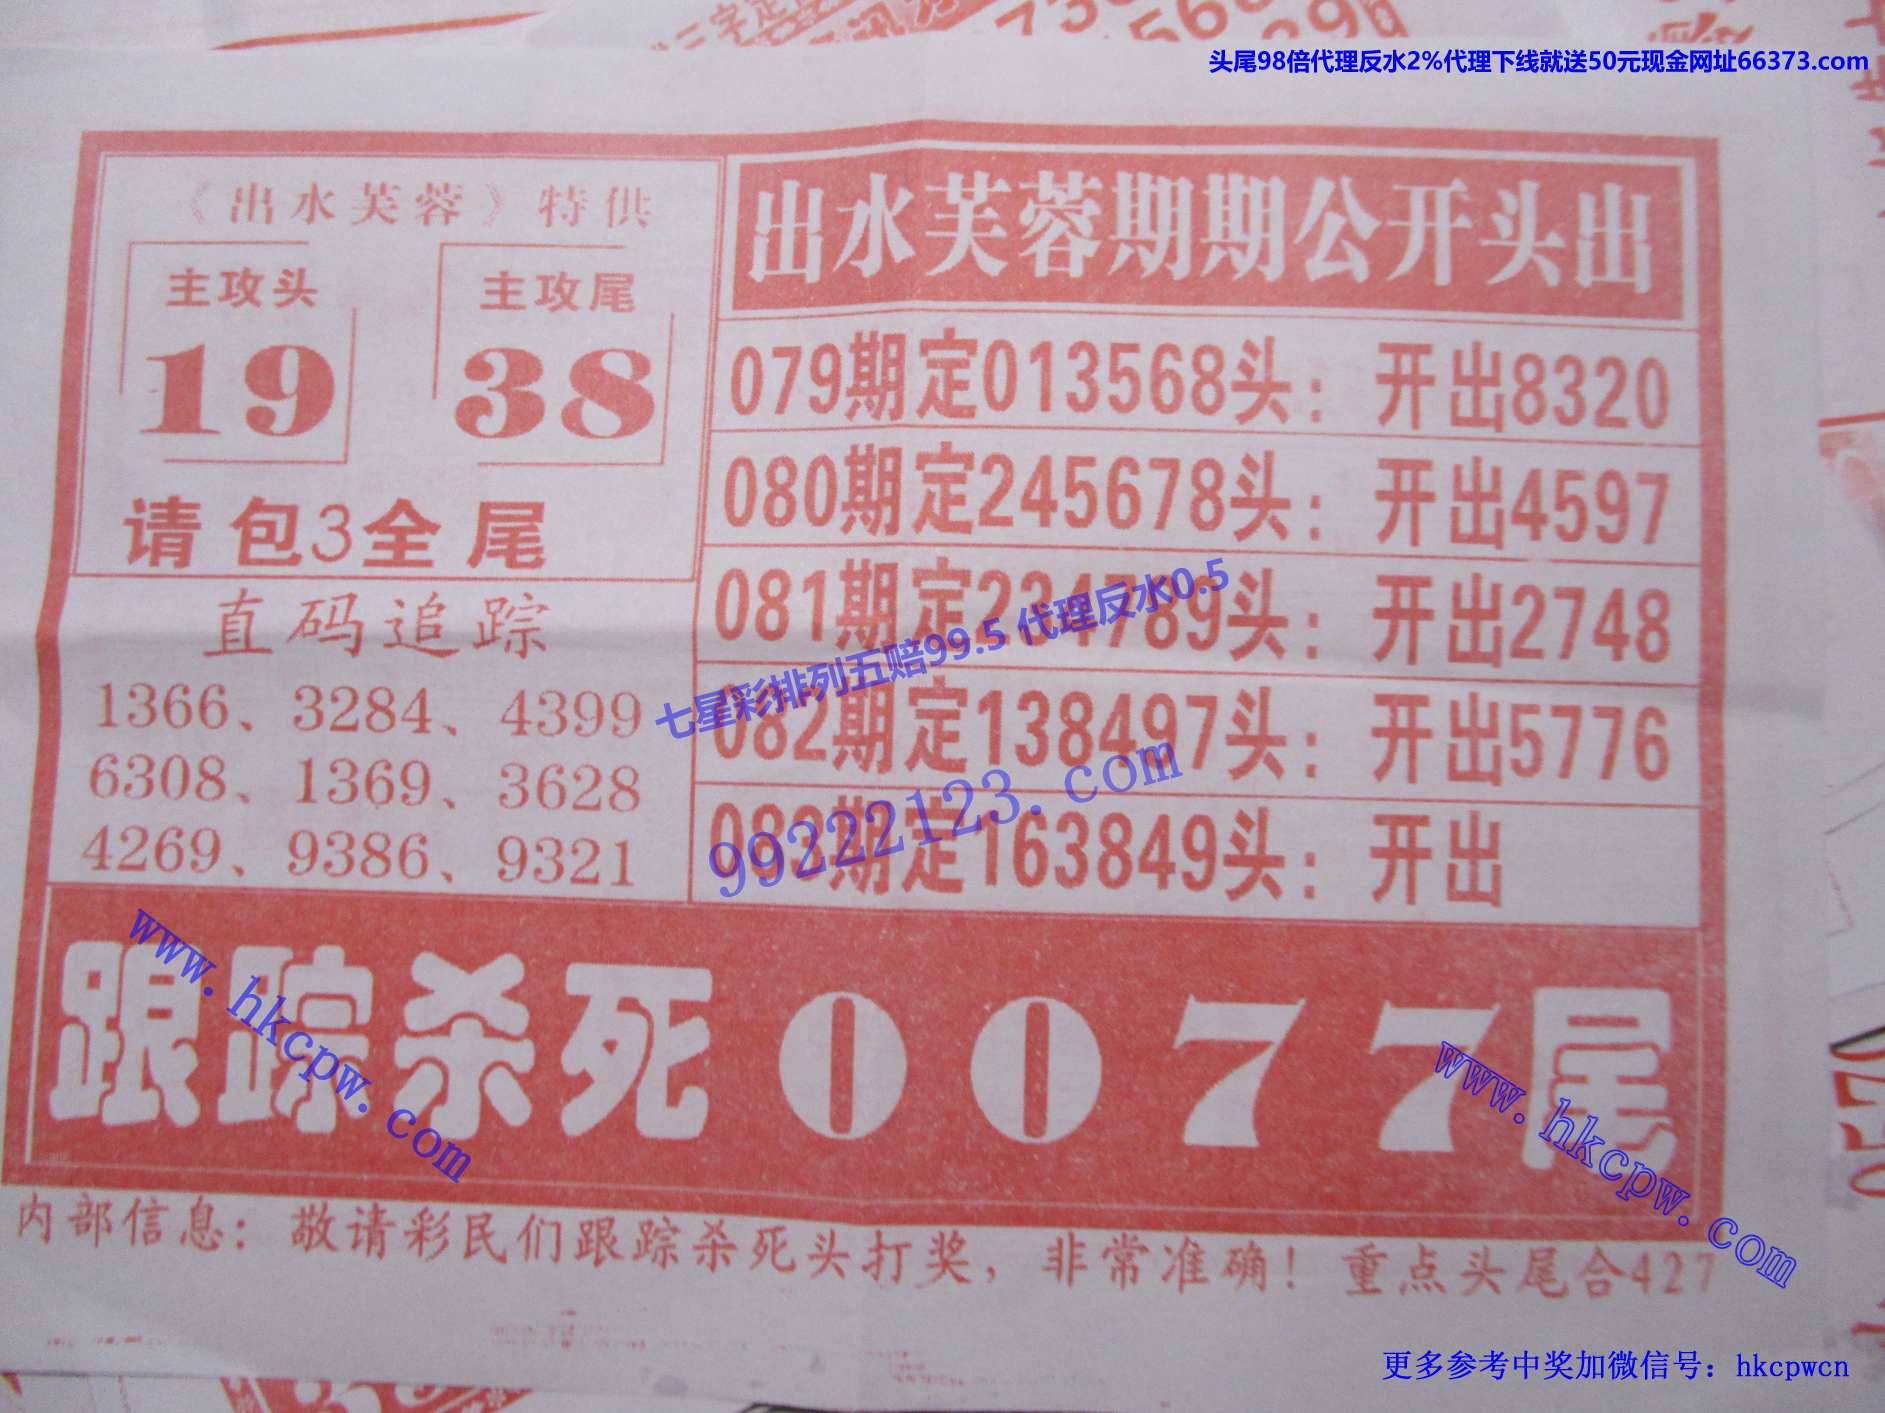 头尾98倍代理反水2%代理下线就送50元现金网址66373.com
《出水芙蓉》特供
主攻头
19
主攻尾
38
请包3全尾
直码追踪
1366、3284、4399
6308、1369、3628
4269、9386、9321
出水芙蓉期期公开头出
079期定013568头：开出8320
080期定245678头：开出4597
081期定234789头：开出2748
082期定138497头：开出5776
083期定163849头：开出
七星彩排列五赔99.5 代理反水0.5
99222123.com
跟踪杀死0077尾
www.hkcpw.com
www.hkcpw.com
内部信息：敬请彩民们跟踪杀死头打奖，非常准确！重点头尾合427
更多参考中奖加微信号：hkcpwcn